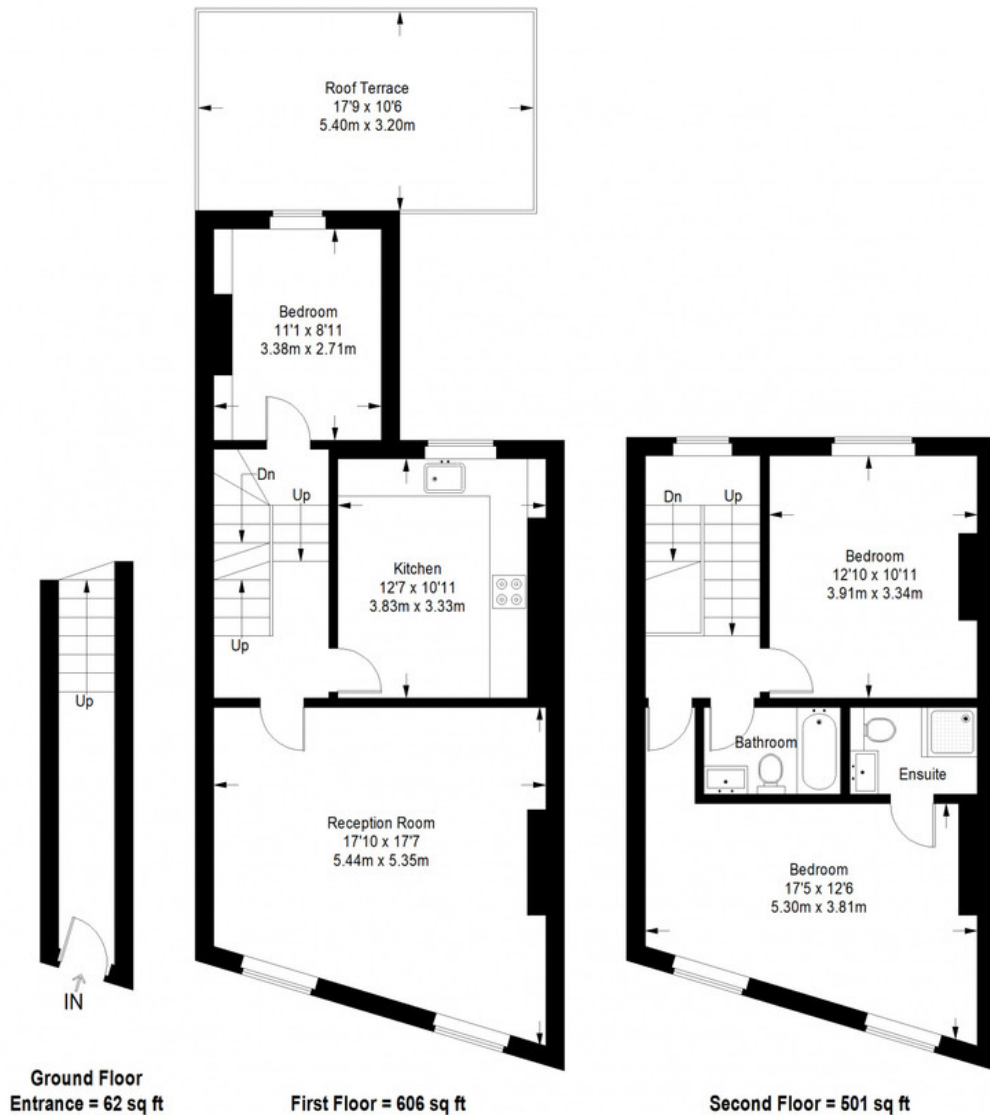 Roof Terrace
17'9 x 10'6
5.40m x 3.20m
Bedroom
11'1 x 8'11
3.38m x 2.71m
Dn
Up
Kitchen
12'7 x 10'11
3.83m x 3.33m
Up
Reception Room
17'10 x 17'7
5.44m x 5.35m
Up
IN
Dn
Up
Bedroom
12'10 x 10'11
3.91m x 3.34m
Bathroom
Ensuite
Bedroom
17'5 x 12'6
5.30m x 3.81m
Ground Floor
Entrance = 62 sq ft
First Floor = 606 sq ft
Second Floor = 501 sq ft